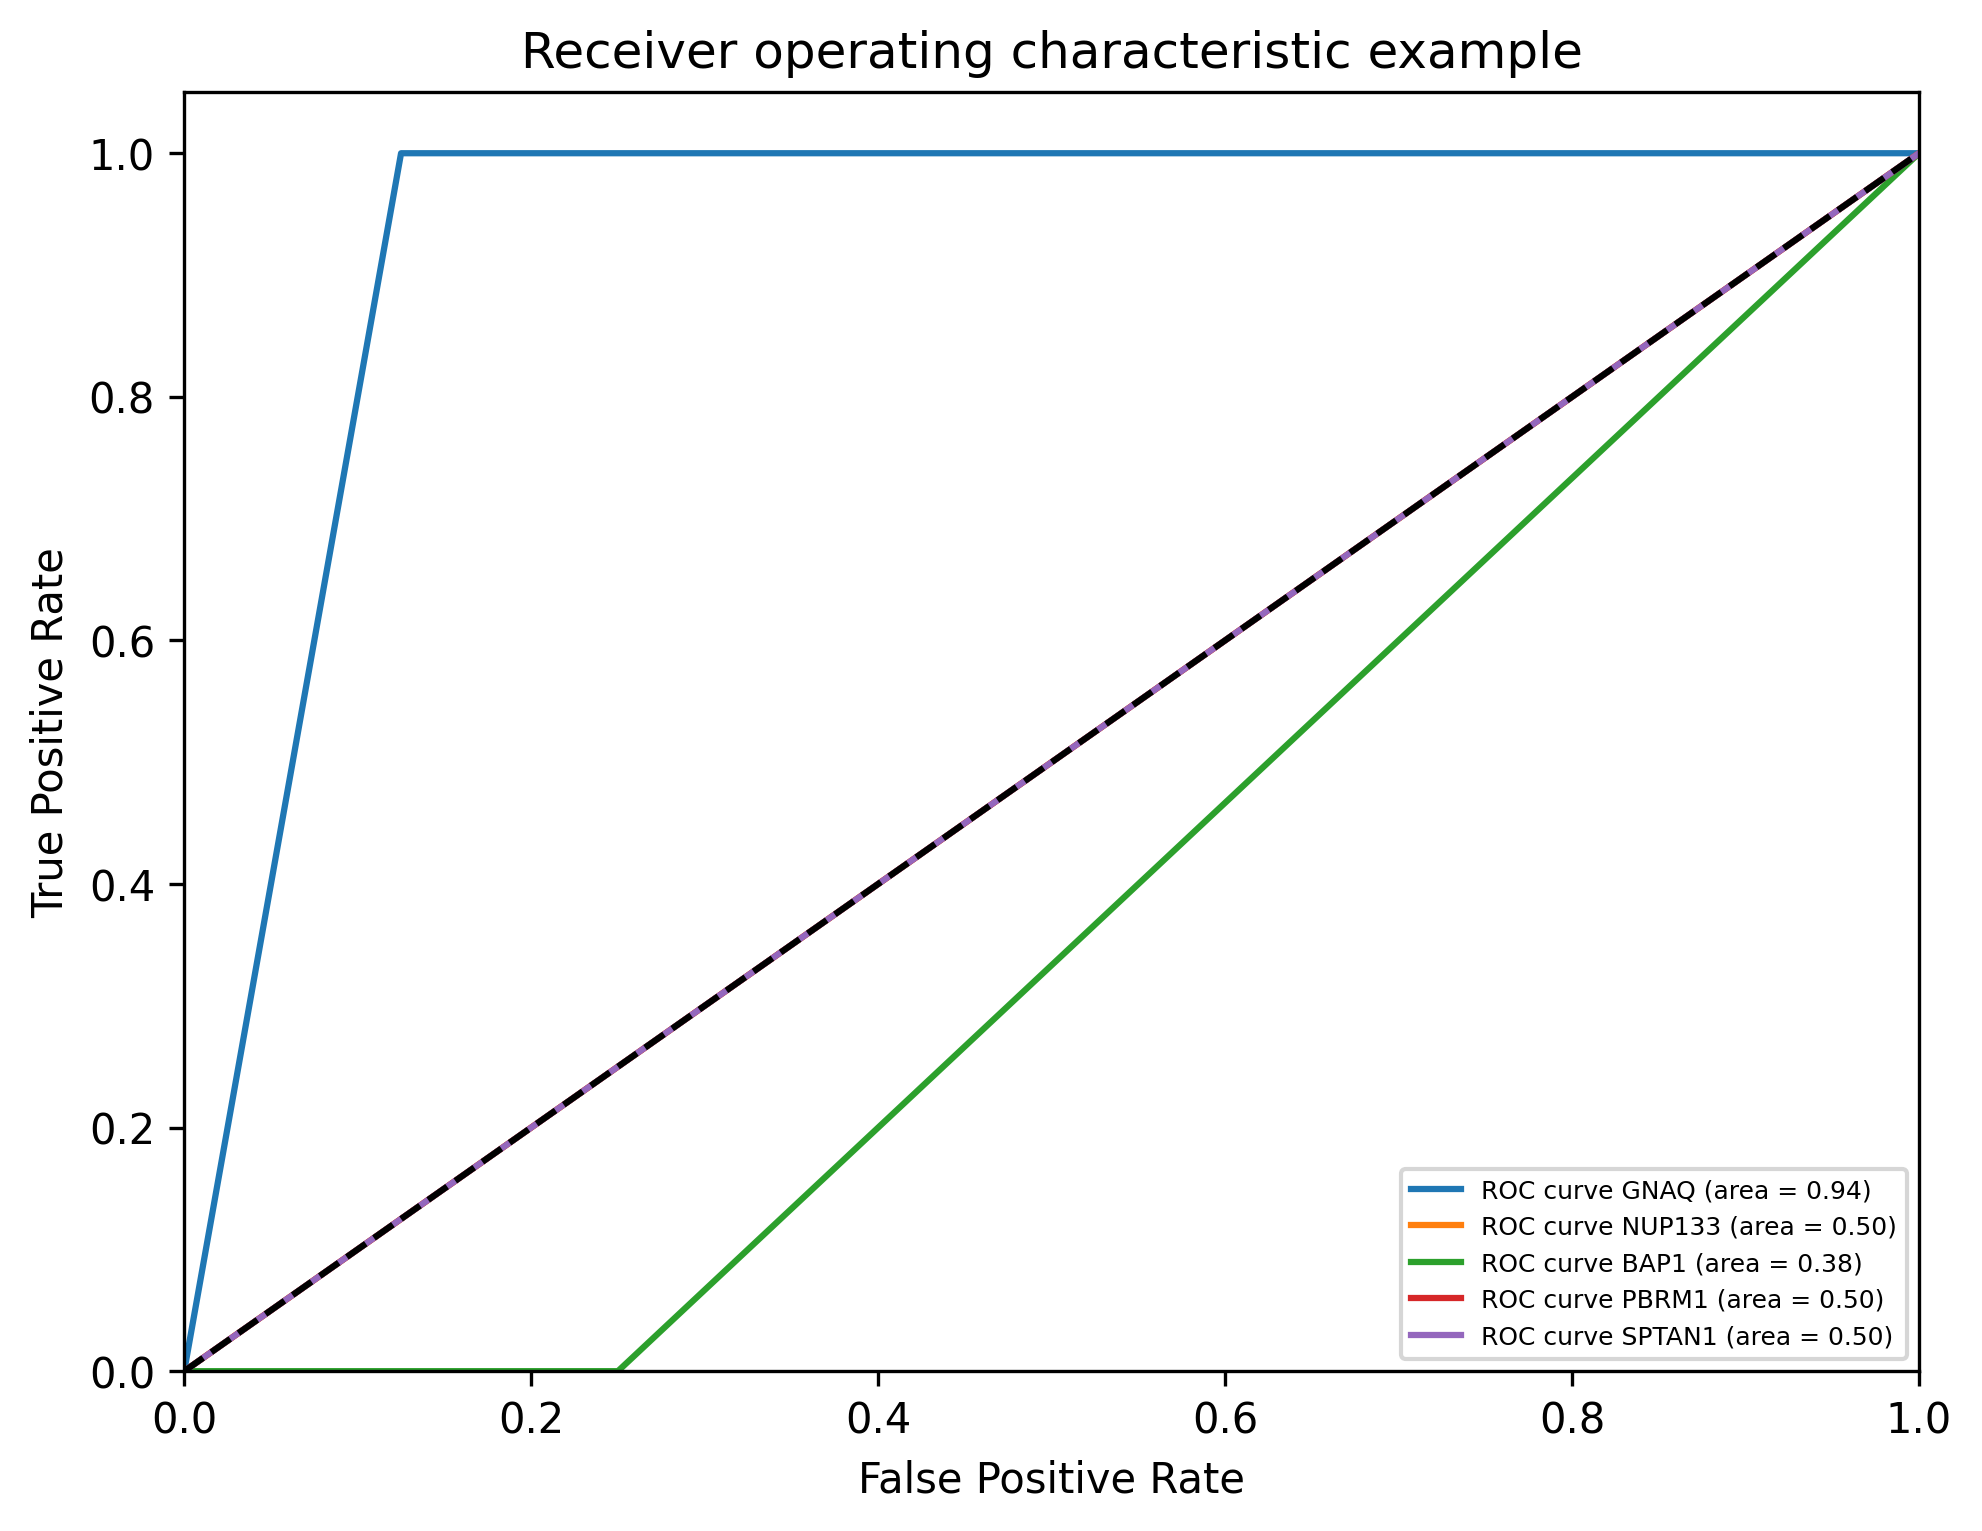 Receiver operating characteristic example
True Positive Rate
1.0
0.8
0.6
0.4
0.2
0.0
0.0 0.2 0.4 0.6 0.8 1.0
False Positive Rate
ROC curve GNAQ (area = 0.94)
ROC curve NUP133 (area = 0.50)
ROC curve BAP1 (area = 0.38)
ROC curve PBRM1 (area = 0.50)
ROC curve SPTAN1 (area = 0.50)